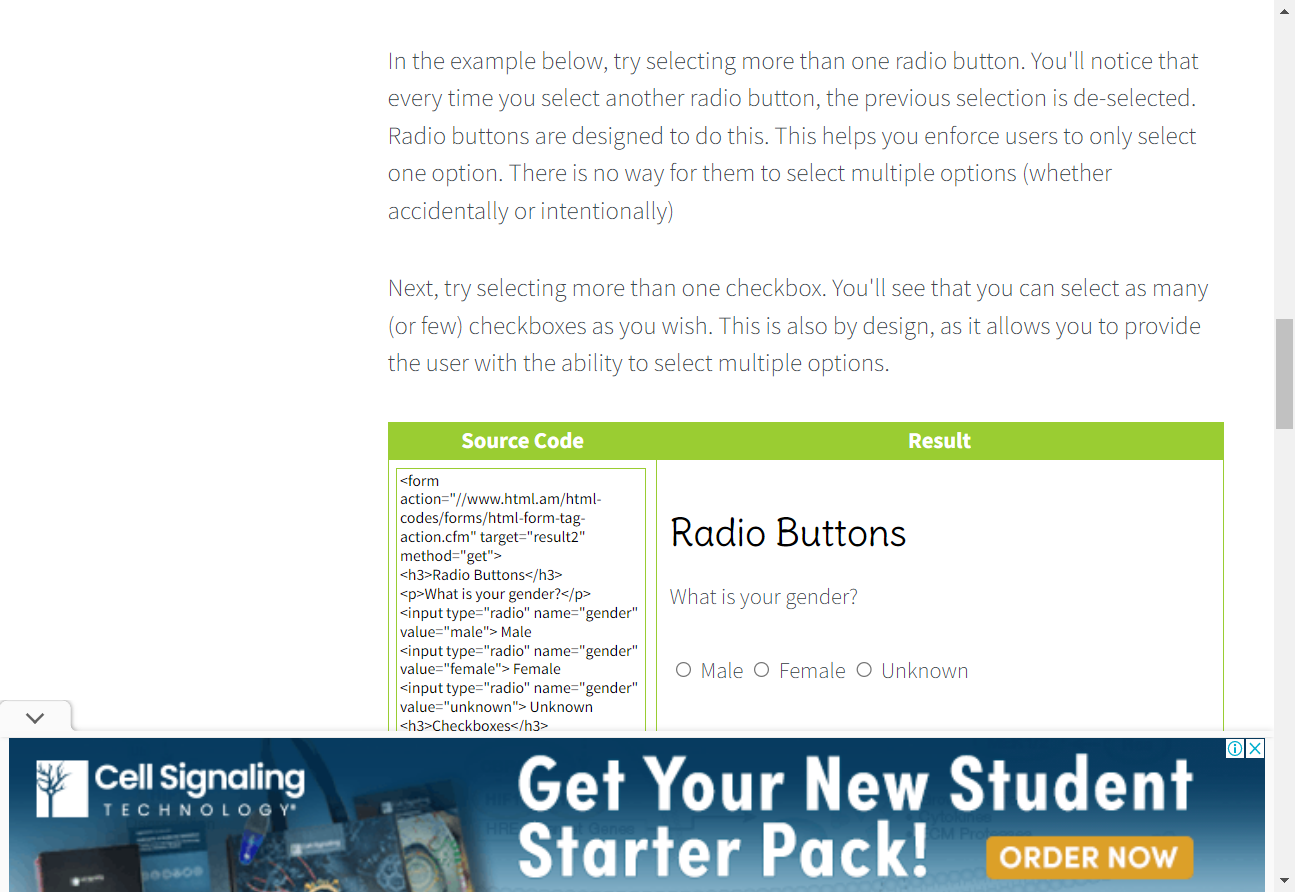 In the example below, try selecting more than one radio button. You'll notice that
every time you select another radio button, the previous selection is de-selected.
Radio buttons are designed to do this. This helps you enforce users to only select
one option. There is no way for them to select multiple options (whether
accidentally or intentionally)
Next, try selecting more than one checkbox. You'll see that you can select as many
(or few) checkboxes as you wish. This is also by design, as it allows you to provide
the user with the ability to select multiple options.
Source Code
Result
<form
action="//www.html.am/html-
codes/forms/html-form-tag-
action.cfm" target="result2"
method="get">
<h3>Radio Buttons</h3>
<p>What is your gender?</p>
<input type="radio" name="gender"
value="male"> Male
<input type="radio" name="gender"
value="female"> Female
<input type="radio" name="gender"
value="unknown"> Unknown
<h3>Checkboxes</h3>
Radio Buttons
What is your gender?
Male Female Unknown
Cell Signaling
TECHNOLOGY®
Get Your New Student
Starter Pack!
ORDER NOW